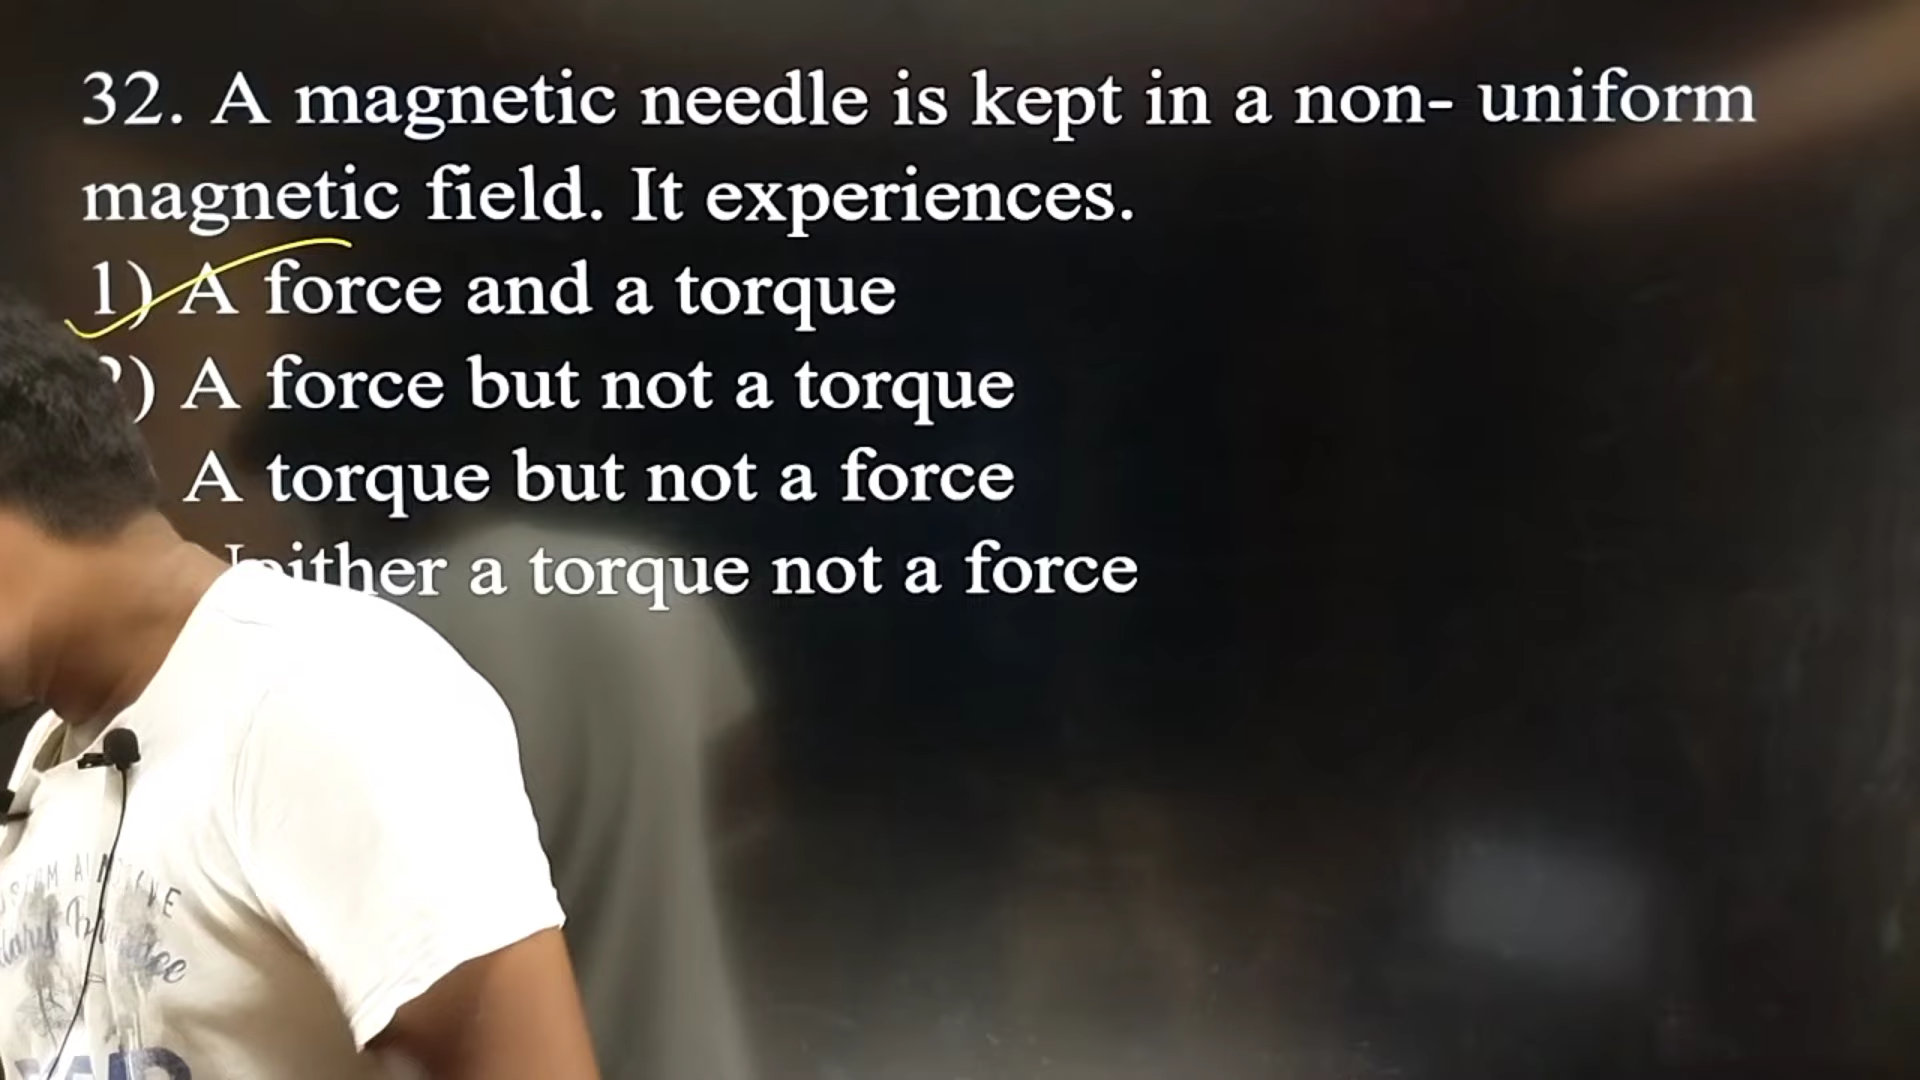 32. A magnetic needle is kept in a non- uniform
magnetic field. It experiences.
1) A force and a torque
) A force but not a torque
A torque but not a force
either a torque not a force